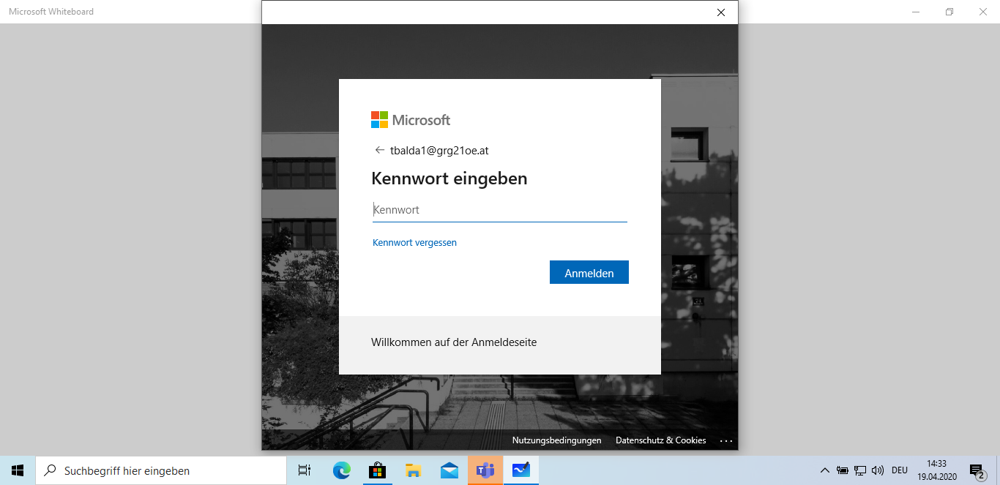 Microsoft Whiteboard
Microsoft
tbalda1@grg21oe.at
Kennwort eingeben
Kennwort
Kennwort vergessen
Anmelden
Willkommen auf der Anmeldeseite
Nutzungsbedingungen Datenschutz & Cookies ...
Suchbegriff hier eingeben
DEU
14:33
19.04.2020
2